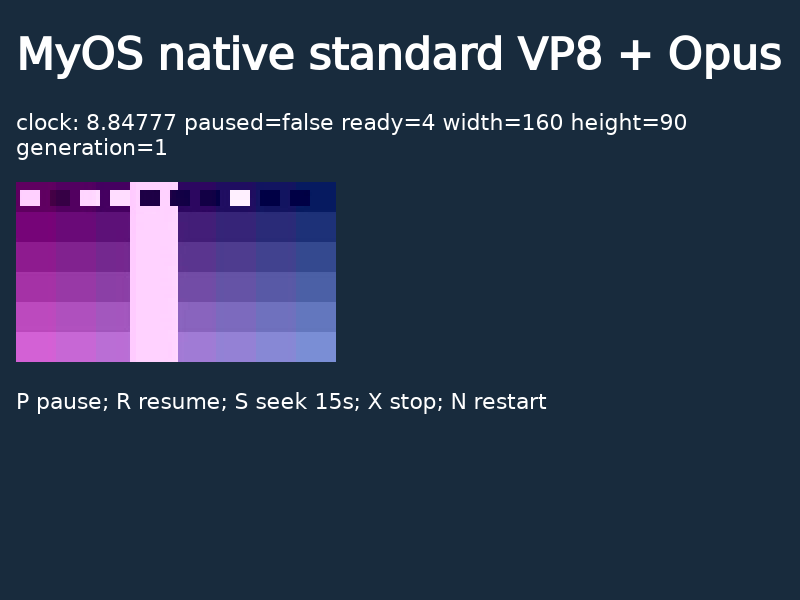 MyOS native standard VP8 + Opus
clock: 8.84777 paused=false ready=4 width=160 height=90
generation=1
P pause; R resume; S seek 15s; X stop; N restart